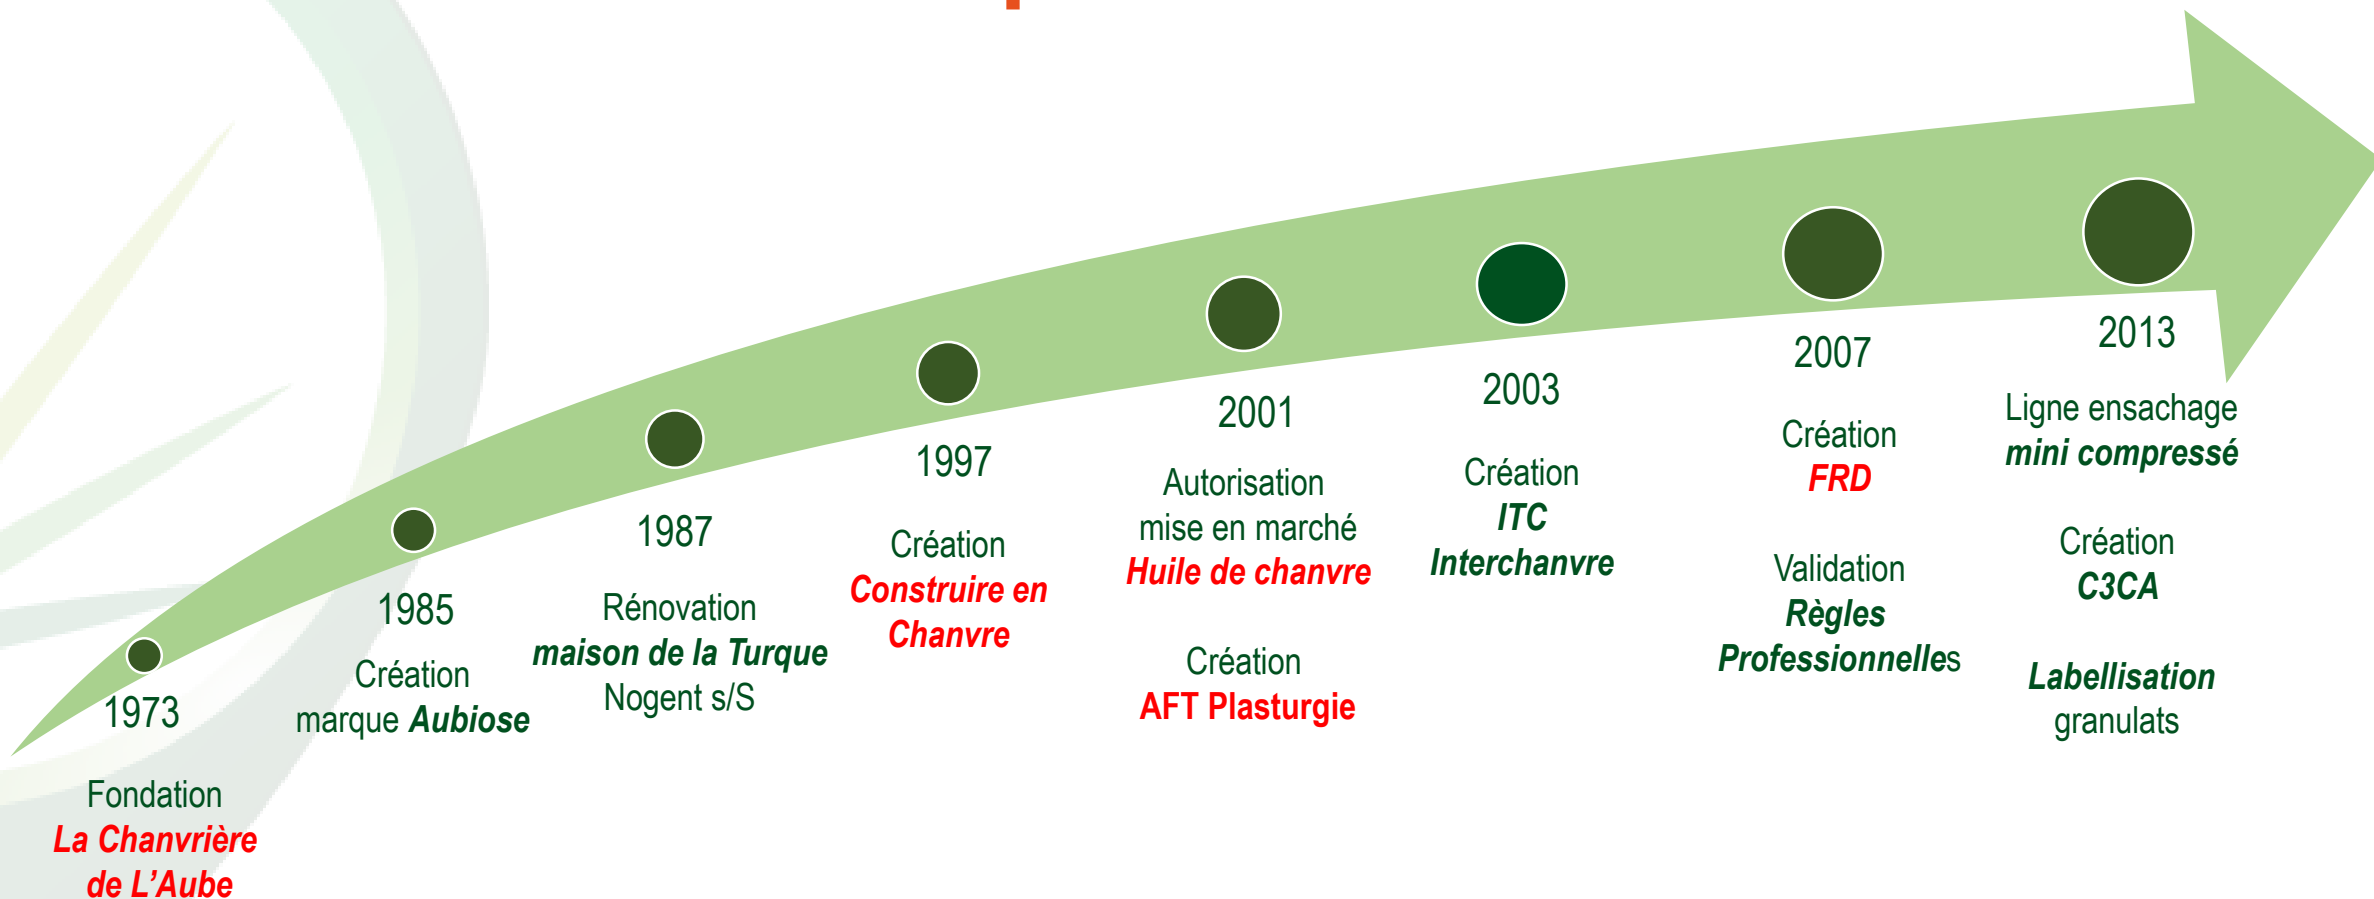 1973
Fondation
La Chanvrière
de L’Aube
1985
Création
marque Aubiose
1987
Rénovation
maison de la Turque
Nogent s/S
1997
Création
Construire en
Chanvre
2001
Autorisation
mise en marché
Huile de chanvre
Création
AFT Plasturgie
2003
Création
ITC
Interchanvre
2007
Création
FRD
Validation
Règles
Professionnelles
2013
Ligne ensachage
mini compressé
Création
C3CA
Labellisation
granulats